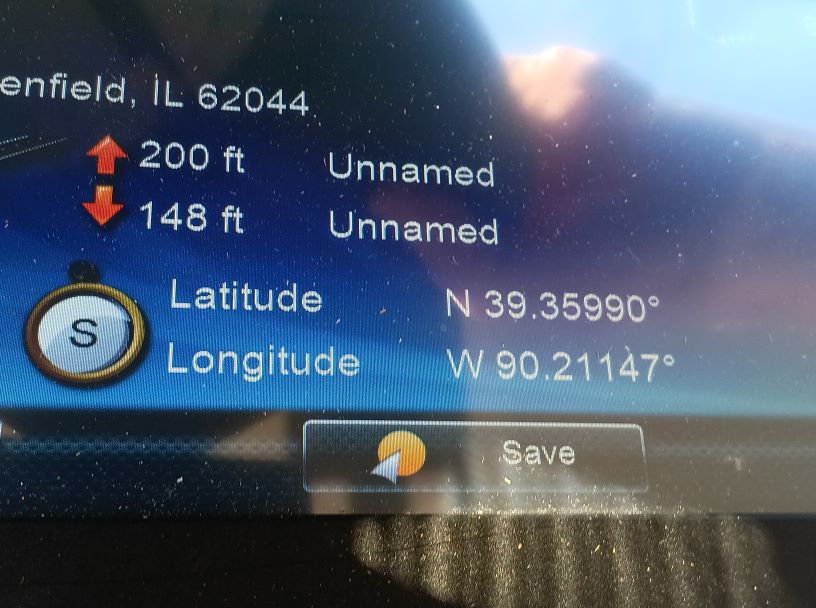 enfield, IL 62044
200 ft Unnamed
148 ft Unnamed
Latitude N 39.35990°
S
Longitude W 90.21147°
Save